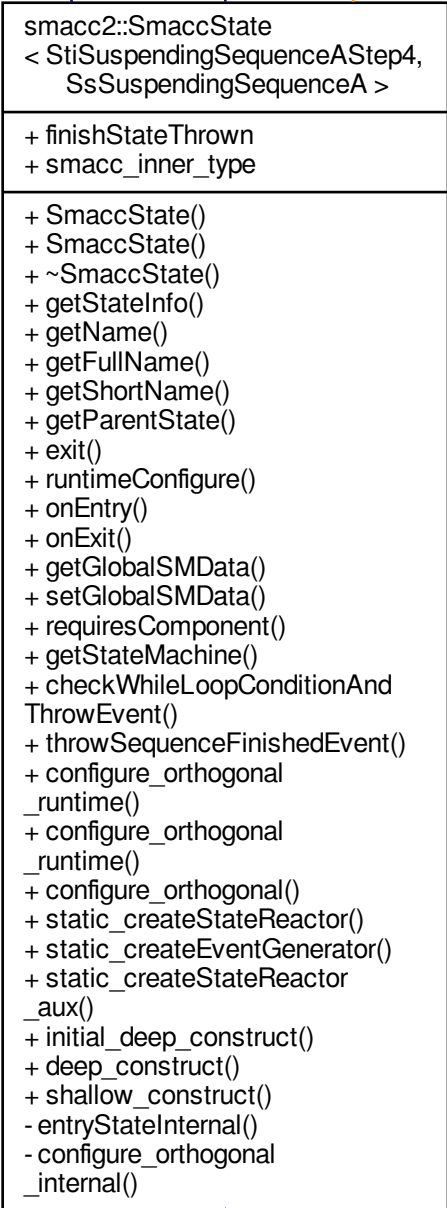 smacc2::SmaccState
< StiSuspendingSequenceAStep4,
SsSuspendingSequenceA >
+ finishStateThrown
+ smacc_inner_type
+ SmaccState()
+ SmaccState()
+ ~SmaccState()
+ getStateInfo()
+ getName()
+ getFullName()
+ getShortName()
+ getParentState()
+ exit()
+ runtimeConfigure()
+ onEntry()
+ onExit()
+ getGlobalSMData()
+ setGlobalSMData()
+ requiresComponent()
+ getStateMachine()
+ checkWhileLoopConditionAnd
ThrowEvent()
+ throwSequenceFinishedEvent()
+ configure_orthogonal
_runtime()
+ configure_orthogonal
_runtime()
+ configure_orthogonal()
+ static_createStateReactor()
+ static_createEventGenerator()
+ static_createStateReactor
_aux()
+ initial_deep_construct()
+ deep_construct()
+ shallow_construct()
- entryStateInternal()
- configure_orthogonal
_internal()